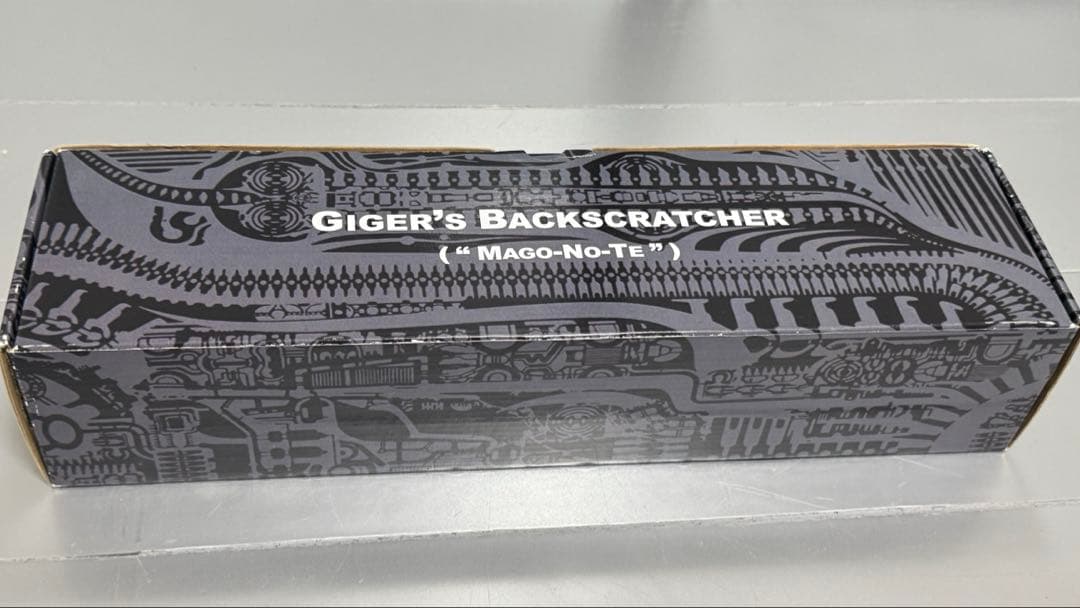 GIGER'S BACKSCRATCHER
( “ MAGO-NO-TE ” )